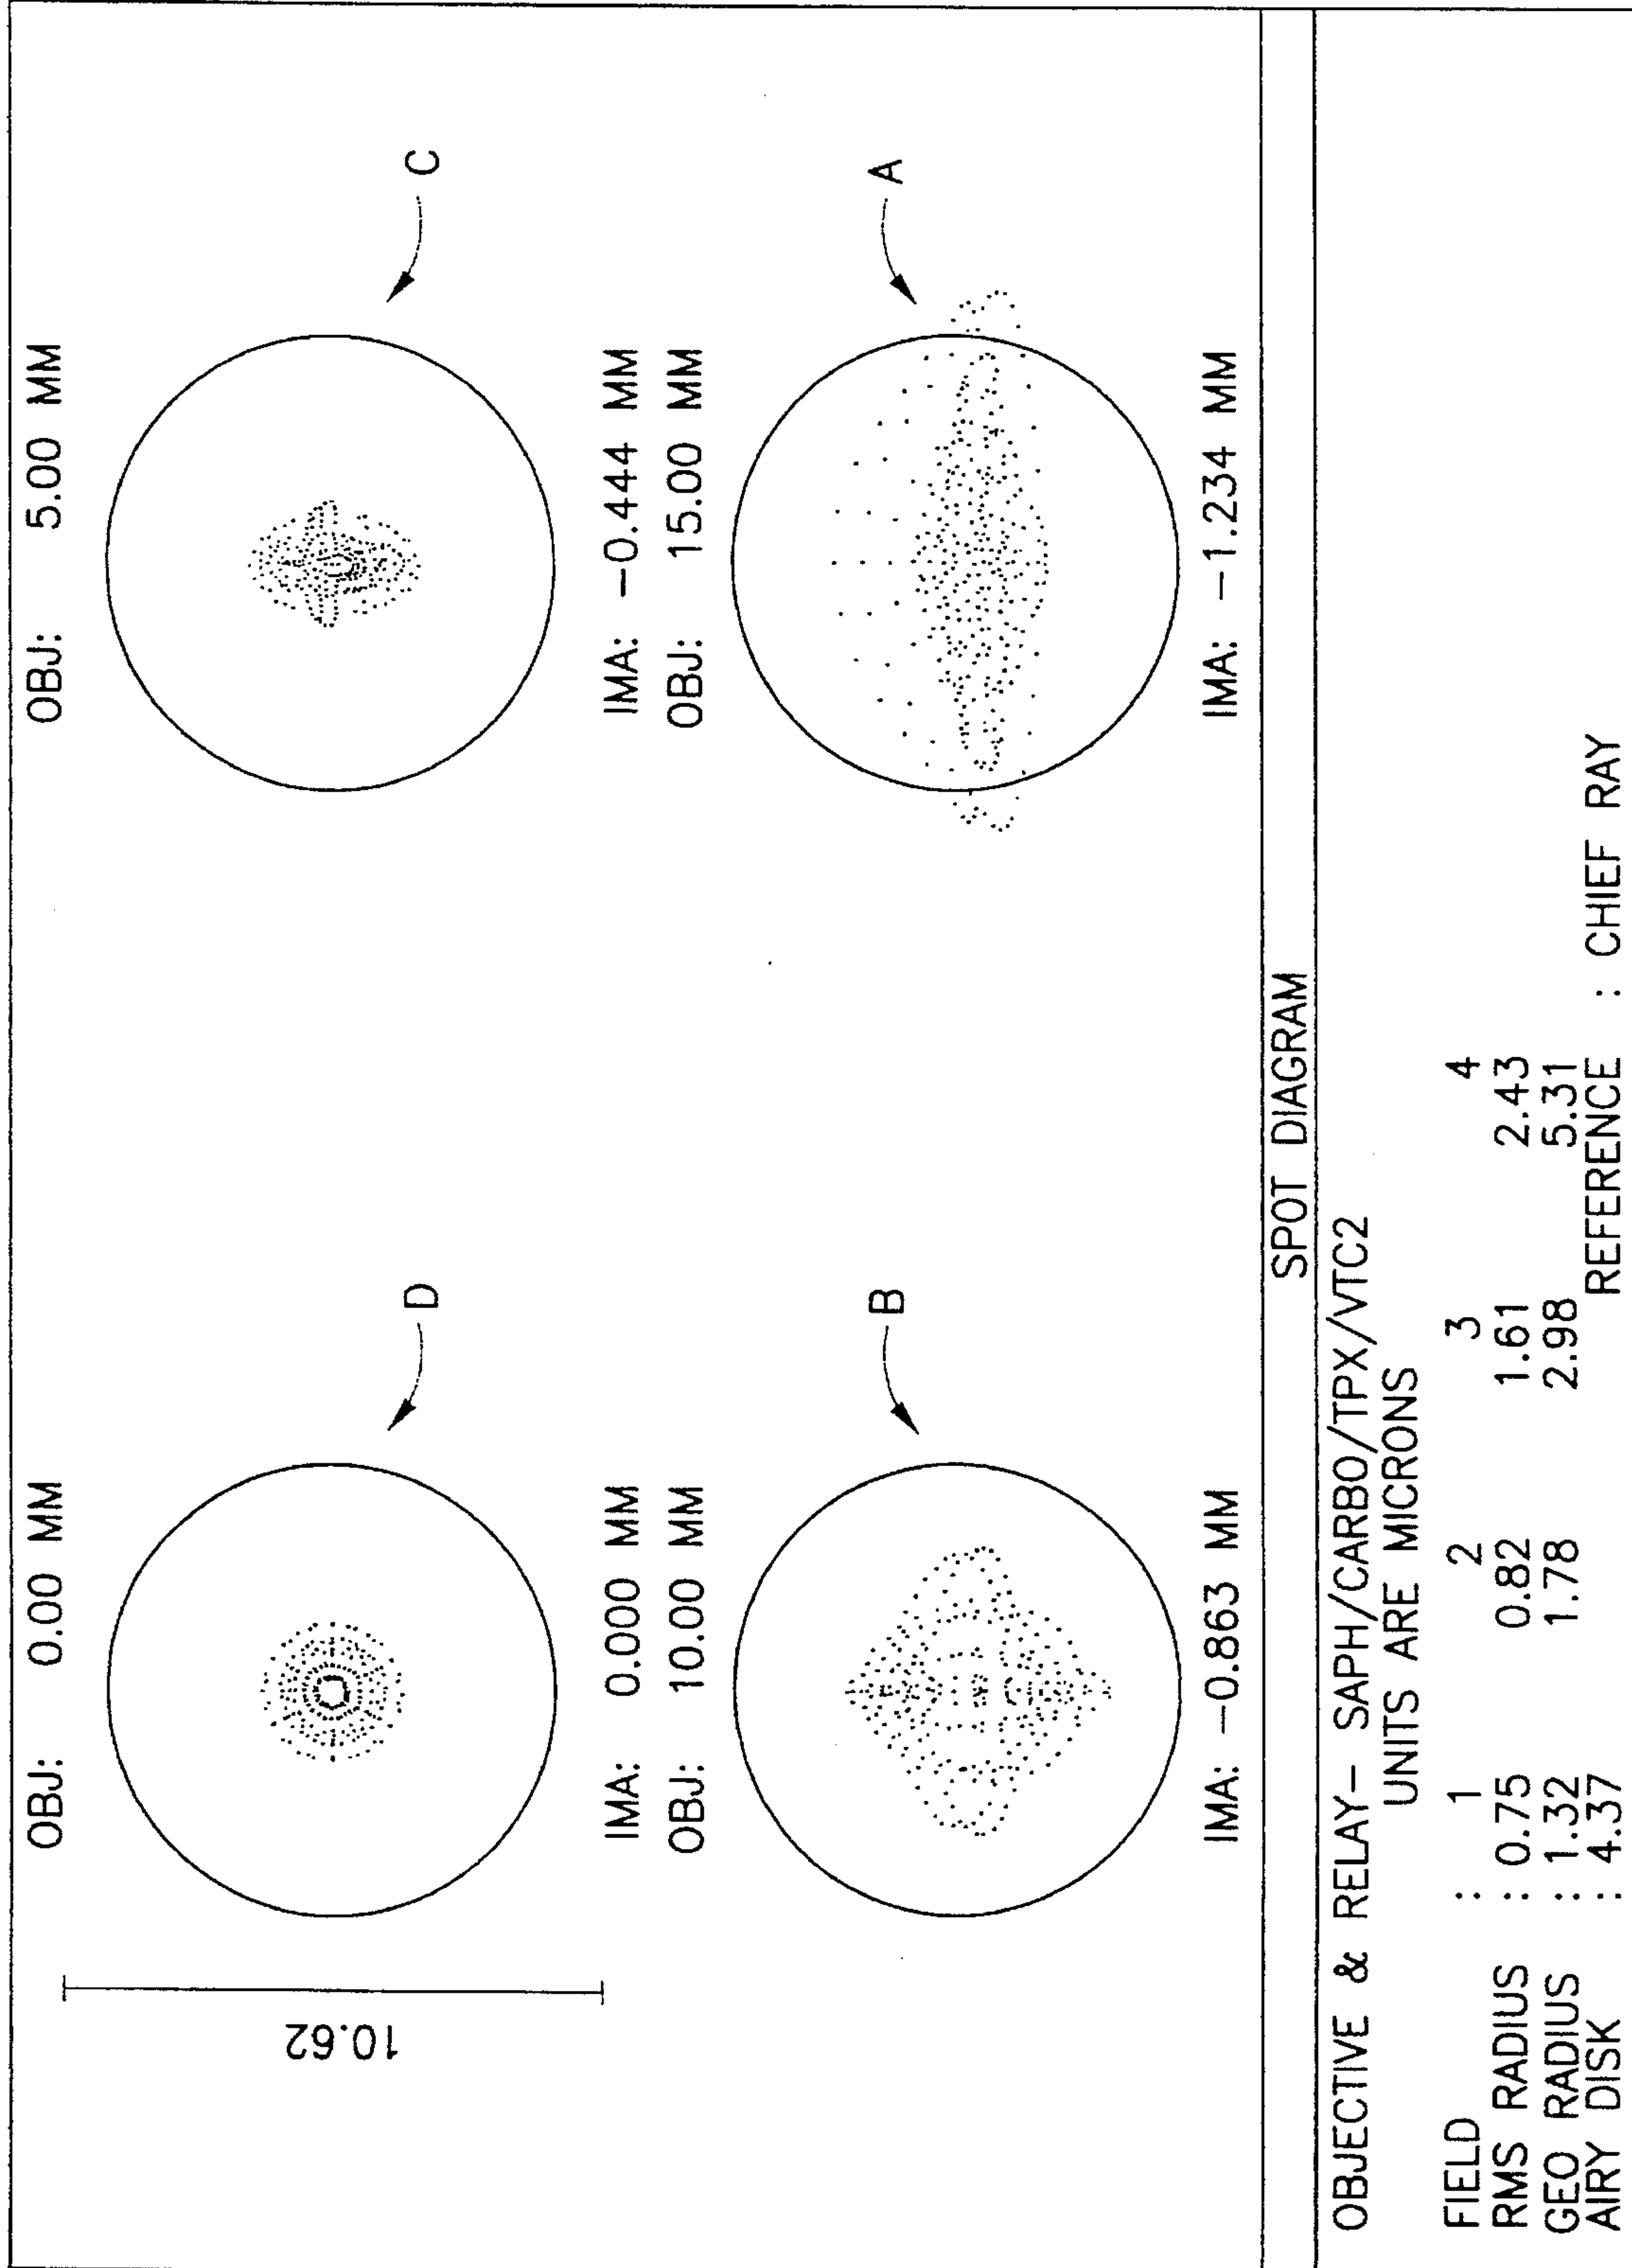 OBJ: 0.00 MM
OBJ: 5.00 MM
10.62
D
C
IMA: 0.000 MM
IMA: -0.444 MM
OBJ: 10.00 MM
OBJ: 15.00 MM
B
A
IMA: -0.863 MM
IMA: -1.234 MM
SPOT DIAGRAM
OBJECTIVE & RELAY- SAPH/CARBO/TPX/VTC2
UNITS ARE MICRONS
FIELD : 1 2 3 4
RMS RADIUS : 0.75 0.82 1.61 2.43
GEO RADIUS : 1.32 1.78 2.98 5.31
AIRY DISK : 4.37 REFERENCE : CHIEF RAY